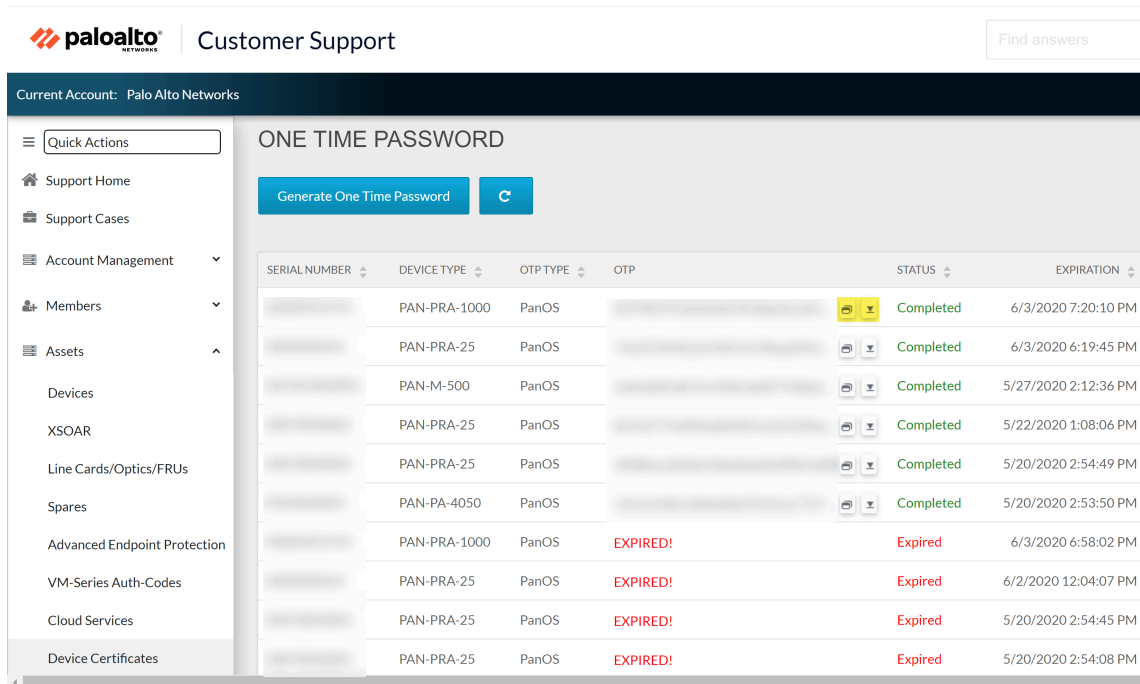 paloalto®
NETWORKS
Customer Support
Find answers
Current Account: Palo Alto Networks
Quick Actions
Support Home
Support Cases
Account Management
Members
Assets
Devices
XSOAR
Line Cards/Optics/FRUs
Spares
Advanced Endpoint Protection
VM-Series Auth-Codes
Cloud Services
Device Certificates
ONE TIME PASSWORD
Generate One Time Password
SERIAL NUMBER DEVICE TYPE OTP TYPE OTP STATUS EXPIRATION
PAN-PRA-1000 PanOS Completed 6/3/2020 7:20:10 PM
PAN-PRA-25 PanOS Completed 6/3/2020 6:19:45 PM
PAN-M-500 PanOS Completed 5/27/2020 2:12:36 PM
PAN-PRA-25 PanOS Completed 5/22/2020 1:08:06 PM
PAN-PRA-25 PanOS Completed 5/20/2020 2:54:49 PM
PAN-PA-4050 PanOS Completed 5/20/2020 2:53:50 PM
PAN-PRA-1000 PanOS EXPIRED! Expired 6/3/2020 6:58:02 PM
PAN-PRA-25 PanOS EXPIRED! Expired 6/2/2020 12:04:07 PM
PAN-PRA-25 PanOS EXPIRED! Expired 5/20/2020 2:54:45 PM
PAN-PRA-25 PanOS EXPIRED! Expired 5/20/2020 2:54:08 PM